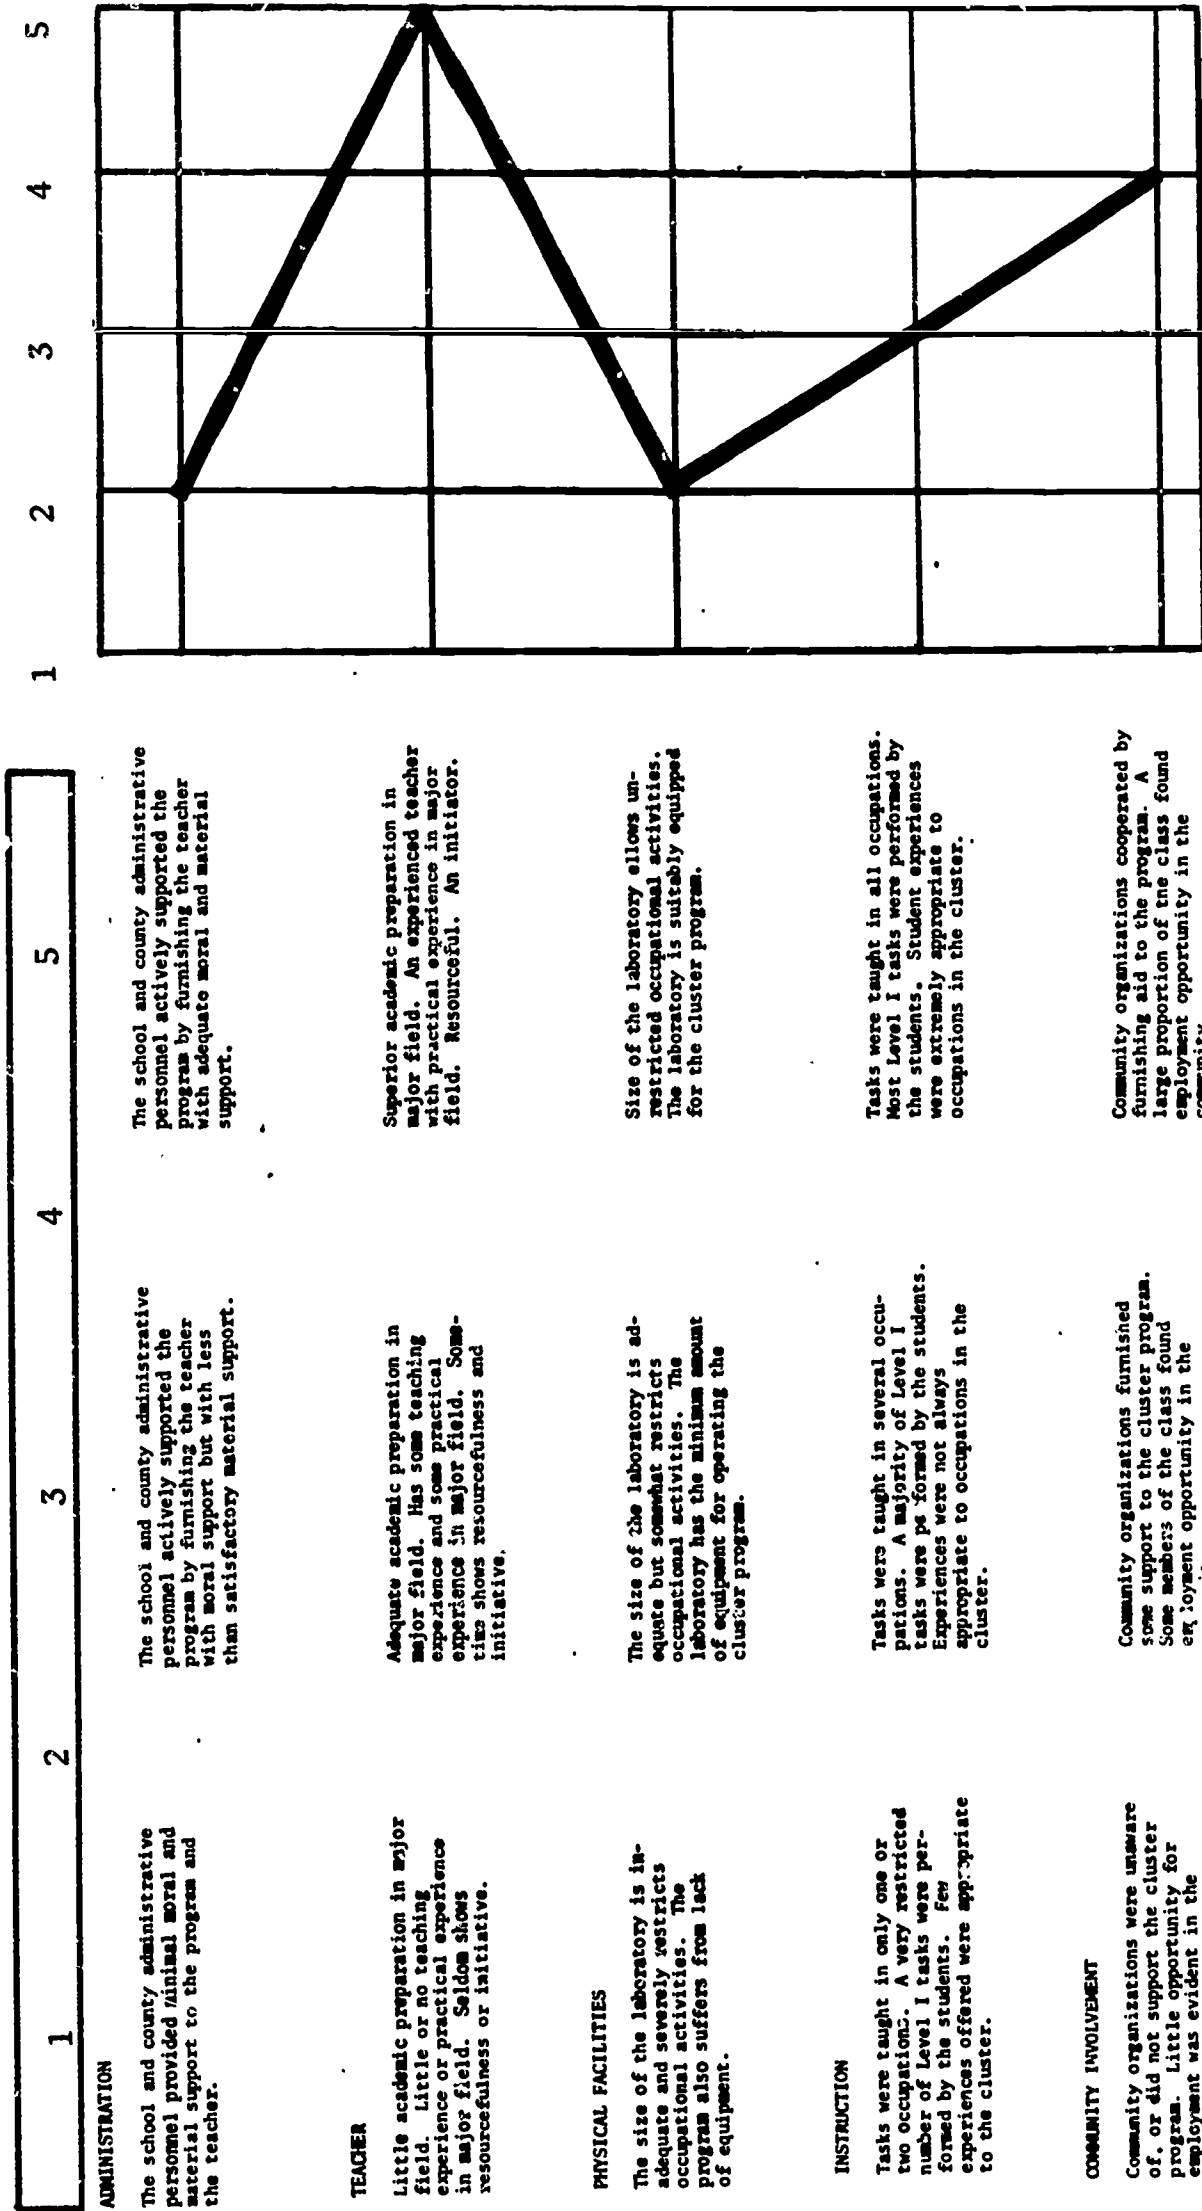 1 2 3 4 5
1 2 3 4 5
ADMINISTRATION
The school and county administrative
personnel provided minimal moral and
material support to the program and
the teacher.
The school and county administrative
personnel actively supported the
program by furnishing the teacher
with moral support but with less
than satisfactory material support.
The school and county administrative
personnel actively supported the
program by furnishing the teacher
with adequate moral and material
support.
TEACHER
Little academic preparation in major
field. Little or no teaching
experience or practical experience
in major field. Seldom shows
resourcefulness or initiative.
Adequate academic preparation in
major field. Has some teaching
experience and some practical
experience in major field. Some-
time shows resourcefulness and
initiative.
Superior academic preparation in
major field. An experienced teacher
with practical experience in major
field. Resourceful. An initiator.
PHYSICAL FACILITIES
The size of the laboratory is in-
adequate and severely restricts
occupational activities. The
program also suffers from lack
of equipment.
The size of the laboratory is ad-
equate but somewhat restricts
occupational activities. The
laboratory has the minimum amount
of equipment for operating the
cluster program.
Size of the laboratory allows un-
restricted occupational activities.
The laboratory is suitably equipped
for the cluster program.
INSTRUCTION
Tasks were taught in only one or
two occupations. A very restricted
number of Level I tasks were per-
formed by the students. Few
experiences offered were appropriate
to the cluster.
Tasks were taught in several occu-
pations. A majority of Level I
tasks were performed by the students.
Experiences were not always
appropriate to occupations in the
cluster.
Tasks were taught in all occupations.
Most Level I tasks were performed by
the students. Student experiences
were extremely appropriate to
occupations in the cluster.
COMMUNITY INVOLVEMENT
Community organizations were unaware
of, or did not support the cluster
program. Little opportunity for
employment was evident in the
Community organizations furnished
some support to the cluster program.
Some members of the class found
employment opportunity in the
Community organizations cooperated by
furnishing aid to the program. A
large proportion of the class found
employment opportunity in the
community